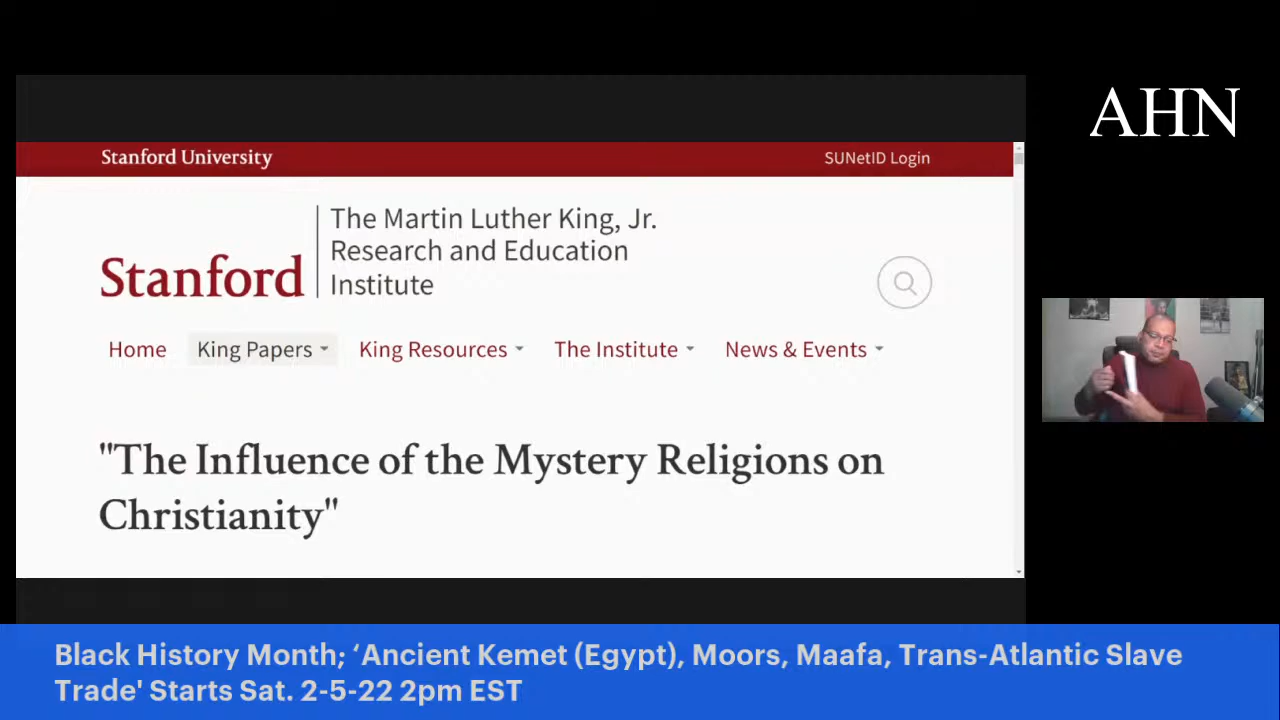 AHN
Stanford University
SUNetID Login
Stanford
The Martin Luther King, Jr.
Research and Education
Institute
Home
King Papers
King Resources
The Institute
News & Events
"The Influence of the Mystery Religions on
Christianity"
Black History Month; ‘Ancient Kemet (Egypt), Moors, Maafa, Trans-Atlantic Slave
Trade' Starts Sat. 2-5-22 2pm EST